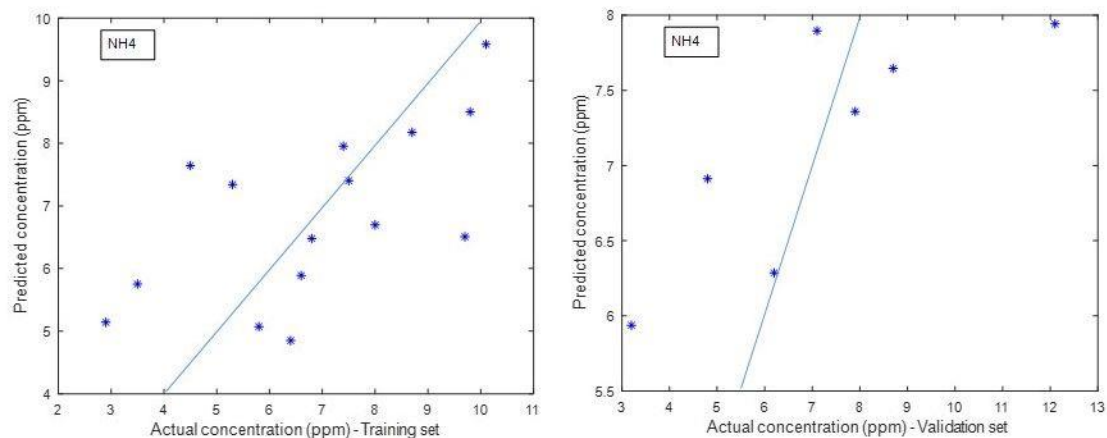 NH4
10
9
8
7
6
5
4
2 3 4 5 6 7 8 9 10 11
Predicted concentration (ppm)
Actual concentration (ppm) - Training set
NH4
8
7.5
7
6.5
6
5.5
3 4 5 6 7 8 9 10 11 12 13
Predicted concentration (ppm)
Actual concentration (ppm) - Validation set